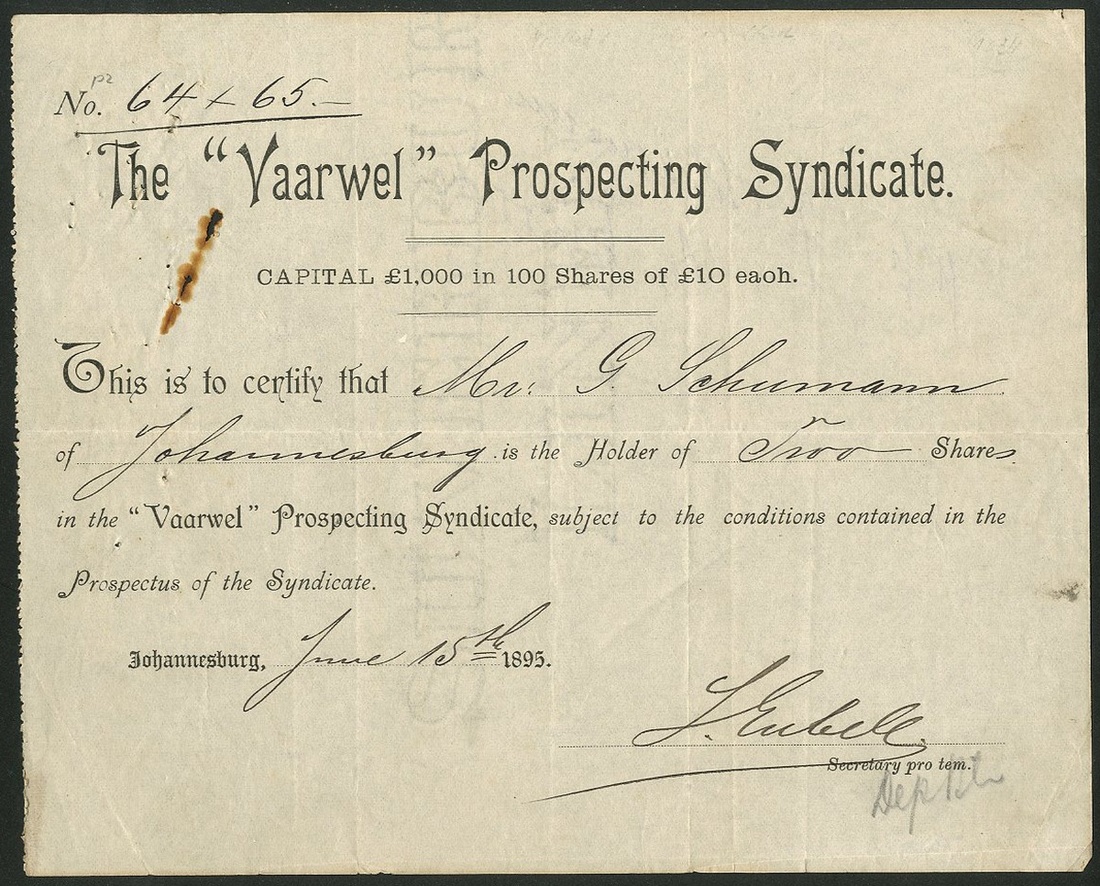 No. 64 + 65.—
The “Vaarwel” Prospecting Syndicate.
CAPITAL £1,000 in 100 Shares of £10 eaoh.
This is to certify that Mr. G. Schumann
of Johannesburg is the Holder of Two Shares
in the “Vaarwel” Prospecting Syndicate, subject to the conditions contained in the
Prospectus of the Syndicate.
Johannesburg, June 15th 1895.
Secretary pro tem.